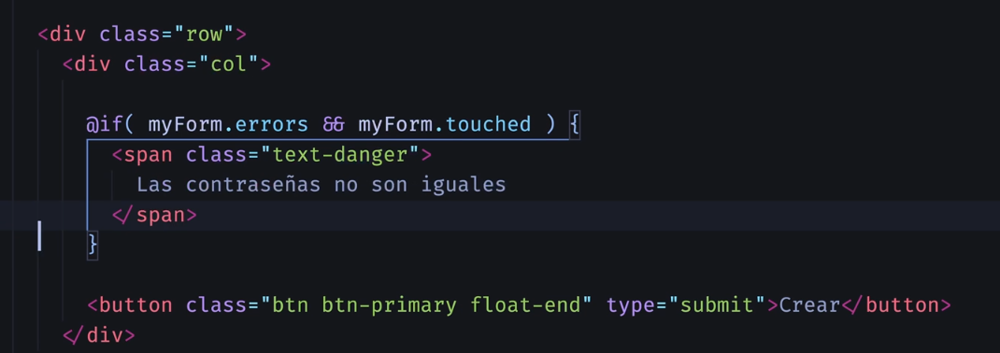 <div class="row">
<div class="col">
@if( myForm.errors && myForm.touched ) {
<span class="text-danger">
Las contraseñas no son iguales
</span>
}
<button class="btn btn-primary float-end" type="submit">Crear</button>
</div>